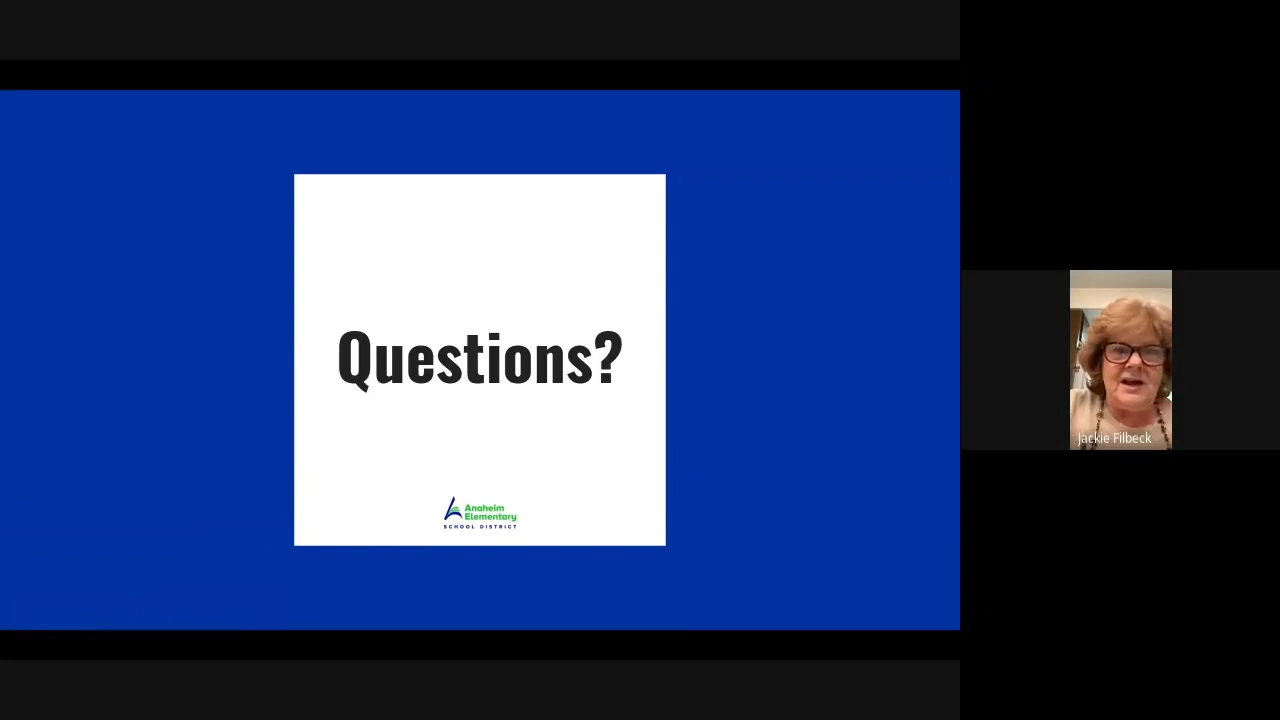 Questions?
Anaheim
Elementary
SCHOOL DISTRICT
Jackie Filbeck